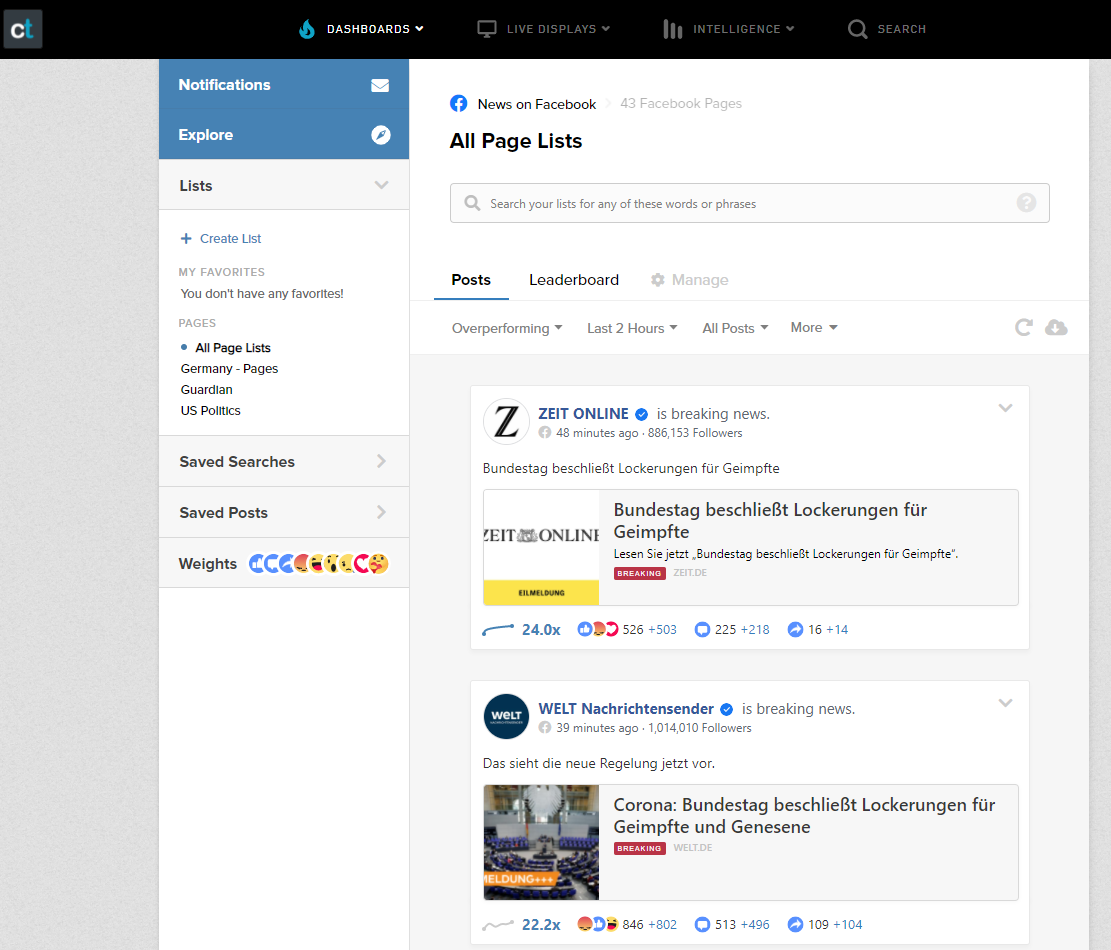 ct
DASHBOARDS
LIVE DISPLAYS
INTELLIGENCE
SEARCH
Notifications
Explore
Lists
+ Create List
MY FAVORITES
You don't have any favorites!
PAGES
• All Page Lists
Germany - Pages
Guardian
US Politics
Saved Searches
Saved Posts
Weights
News on Facebook
43 Facebook Pages
All Page Lists
Search your lists for any of these words or phrases
?
Posts
Leaderboard
Manage
Overperforming
Last 2 Hours
All Posts
More
ZEIT ONLINE is breaking news.
48 minutes ago · 886,153 Followers
Bundestag beschließt Lockerungen für Geimpfte
ZEIT ONLINE
EILMELDUNG
Bundestag beschließt Lockerungen für
Geimpfte
Lesen Sie jetzt „Bundestag beschließt Lockerungen für Geimpfte“.
BREAKING ZEIT.DE
24.0x 526 +503 225 +218 16 +14
WELT
NACHRICHTENSENDER
WELT Nachrichtensender is breaking news.
39 minutes ago · 1,014,010 Followers
Das sieht die neue Regelung jetzt vor.
MELDUNG+++
Corona: Bundestag beschließt Lockerungen für
Geimpfte und Genesene
BREAKING WELT.DE
22.2x 846 +802 513 +496 109 +104